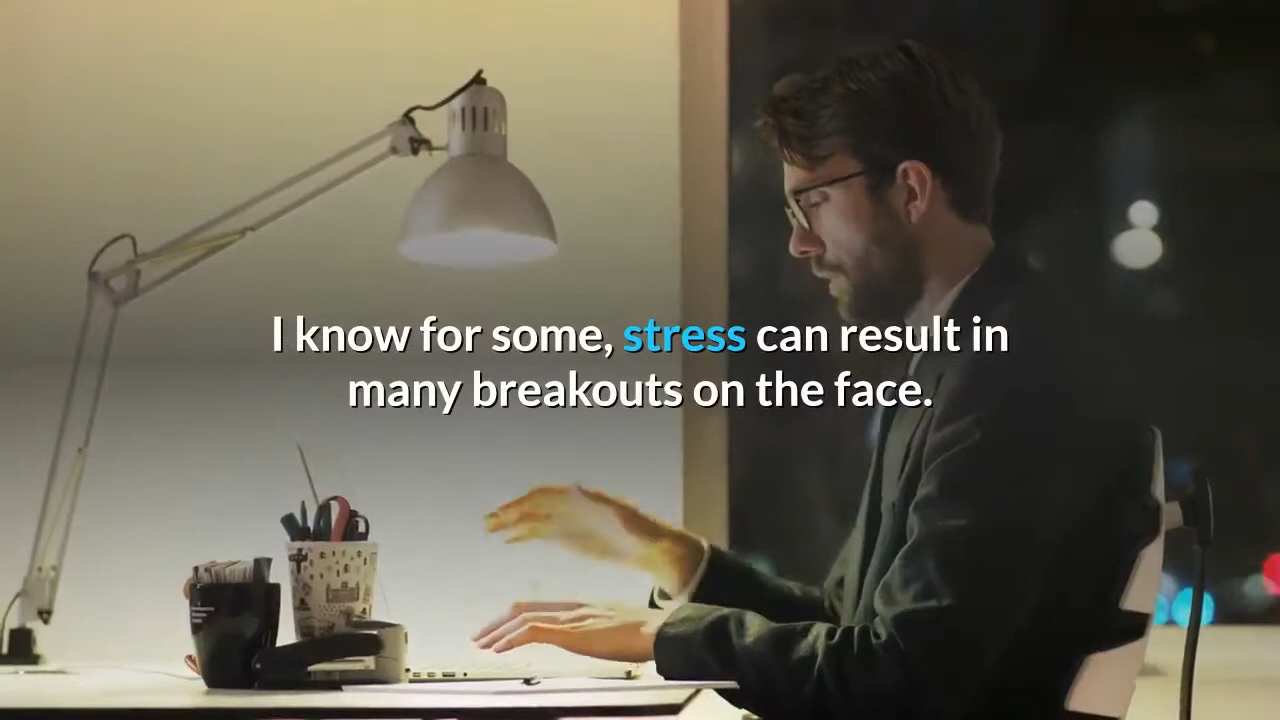 I know for some, stress can result in
many breakouts on the face.